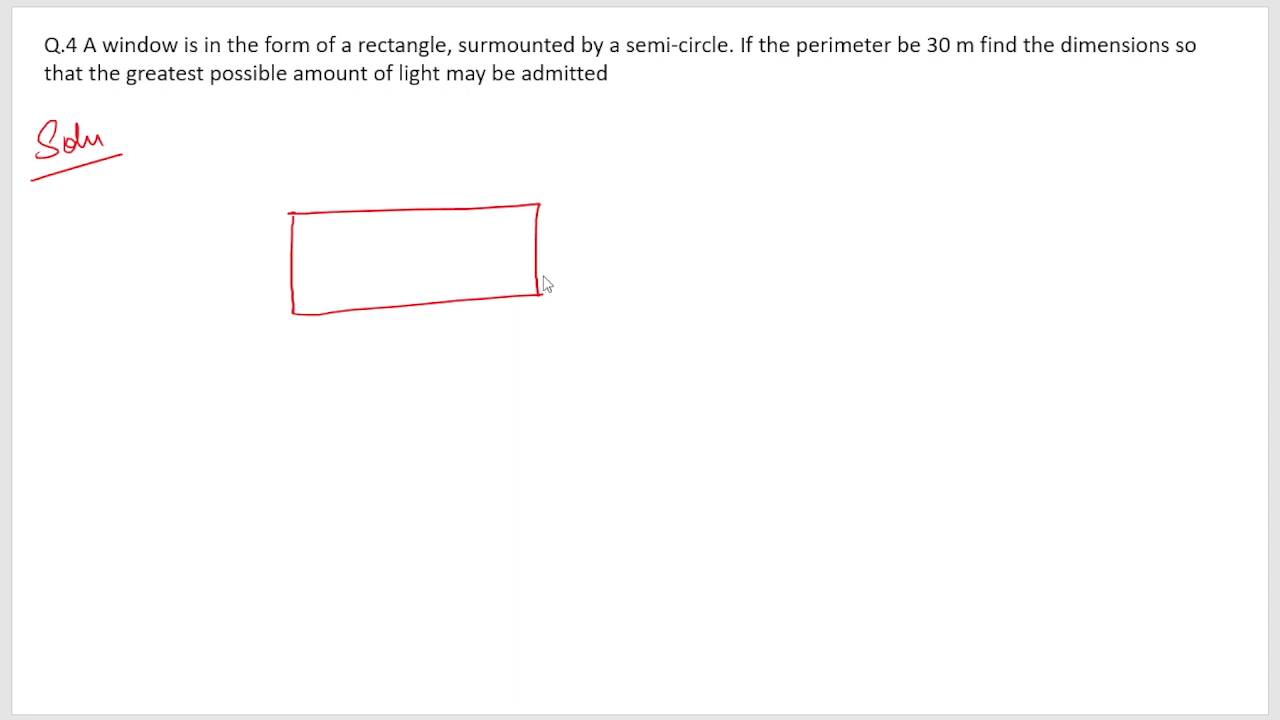 Q.4 A window is in the form of a rectangle, surmounted by a semi-circle. If the perimeter be 30 m find the dimensions so
that the greatest possible amount of light may be admitted
Soln